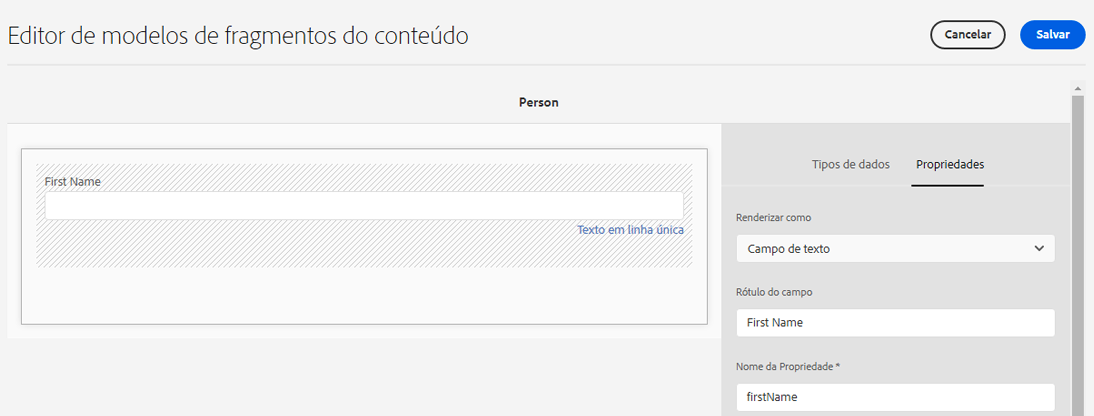 Editor de modelos de fragmentos do conteúdo
Cancelar
Salvar
Person
First Name
Texto em linha única
Tipos de dados
Propriedades
Renderizar como
Campo de texto
Rótulo do campo
First Name
Nome da Propriedade *
firstName